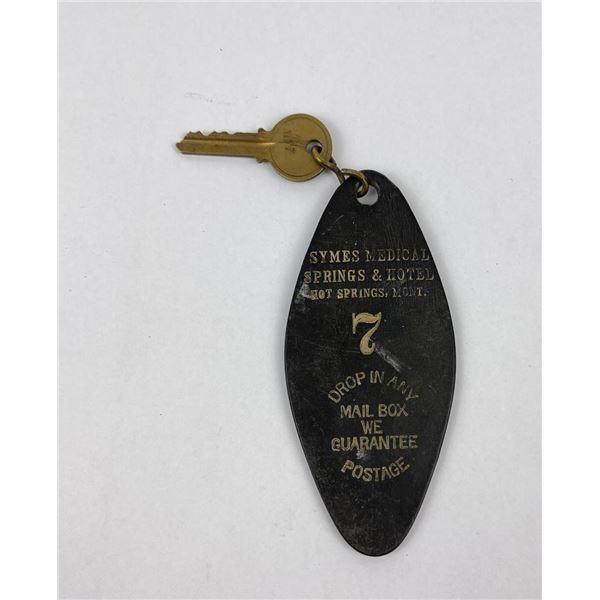 SYMES MEDICAL
SPRINGS & HOTEL
HOT SPRINGS, MONT.
7
DROP IN ANY
MAIL BOX
WE
GUARANTEE
POSTAGE